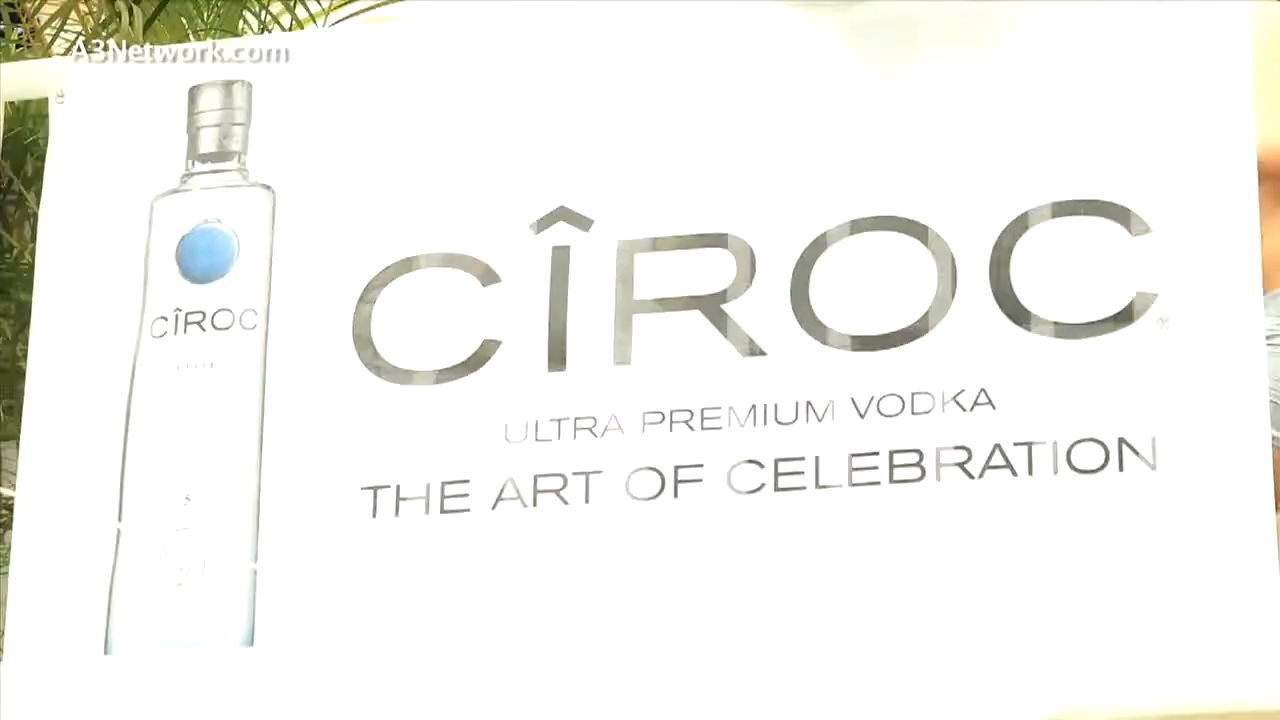 A3Network.com
CÎROC
CÎROC
ULTRA PREMIUM VODKA
THE ART OF CELEBRATION